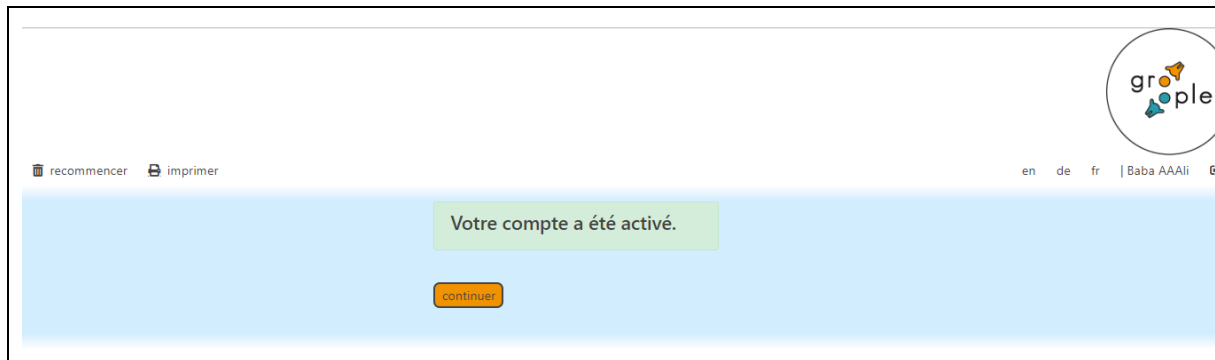 groople
recommencer imprimer
en de fr | Baba AAAli
Votre compte a été activé.
continuer